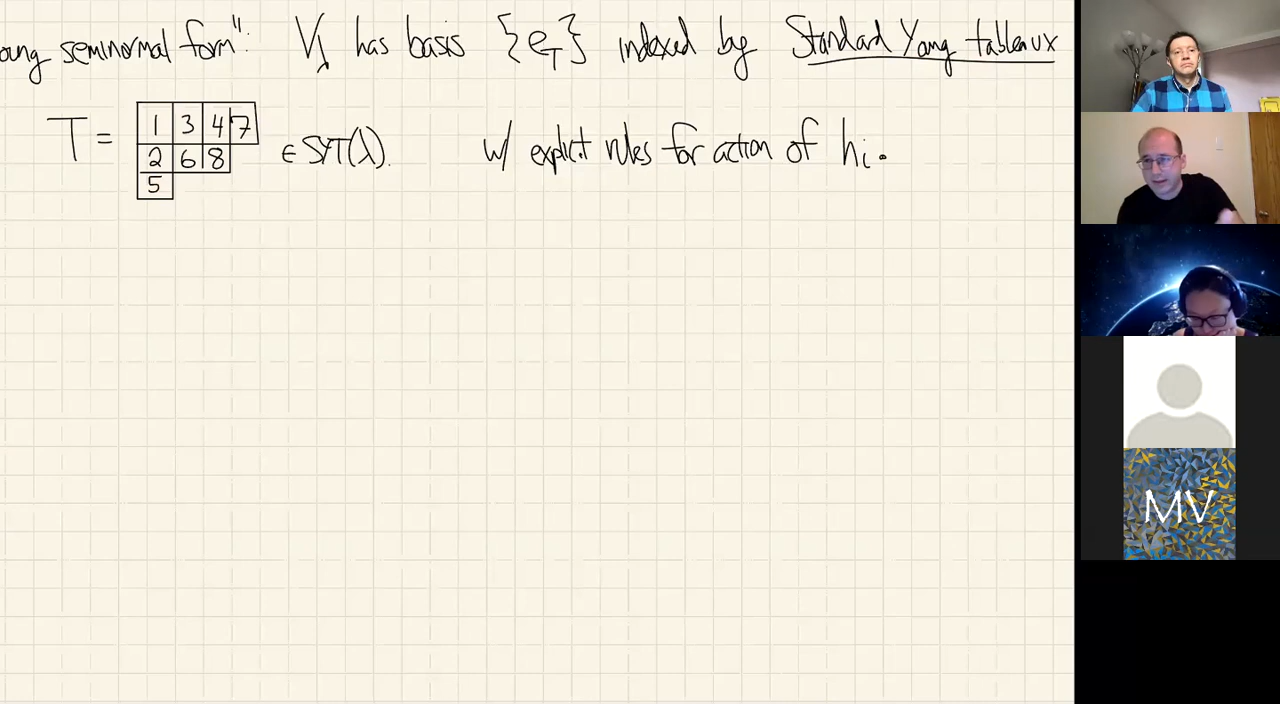 oung seminormal form": V_λ has basis {e_T} indexed by Standard Young tableaux
T = 1 3 4 7
2 6 8 ∈ SYT(λ). w/ explicit rules for action of h_i.
5
MV